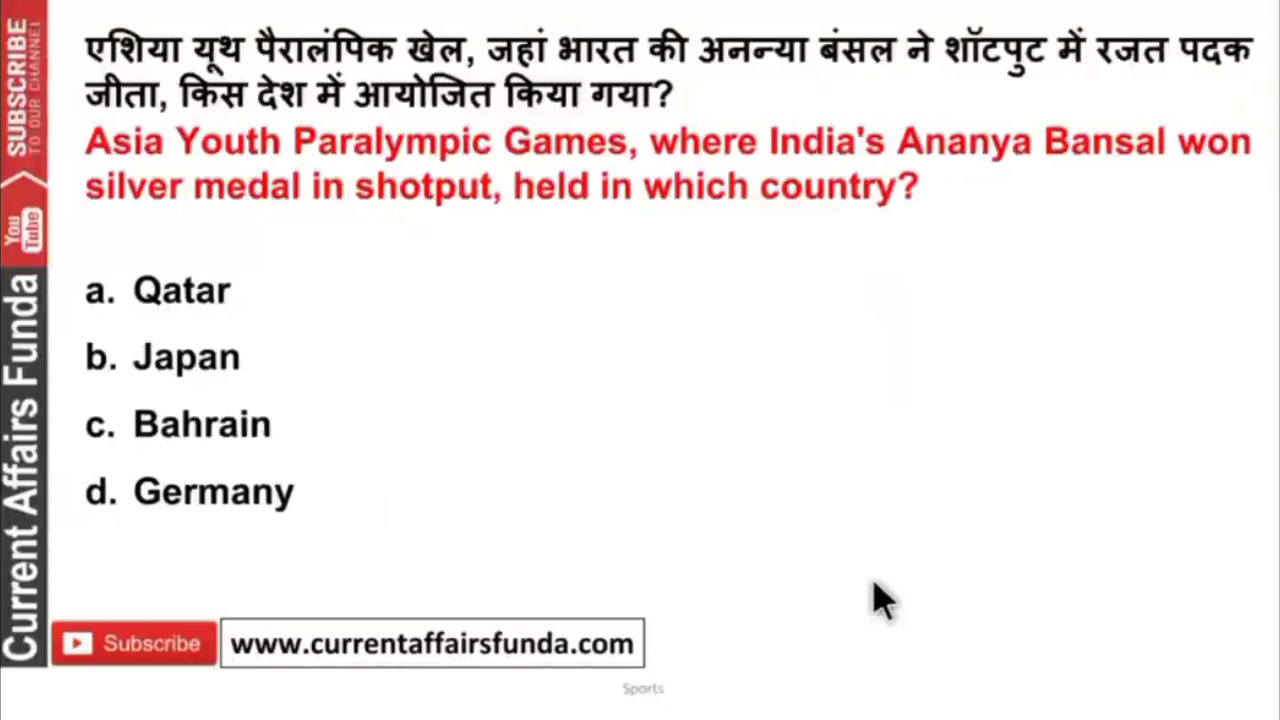 एशिया यूथ पैरालंपिक खेल, जहां भारत की अनन्या बंसल ने शॉटपुट में रजत पदक
जीता, किस देश में आयोजित किया गया?
Asia Youth Paralympic Games, where India's Ananya Bansal won
silver medal in shotput, held in which country?
a. Qatar
b. Japan
c. Bahrain
d. Germany
SUBSCRIBE
TO OUR CHANNEL
You
Tube
Current Affairs Funda
Subscribe
www.currentaffairsfunda.com
Sports